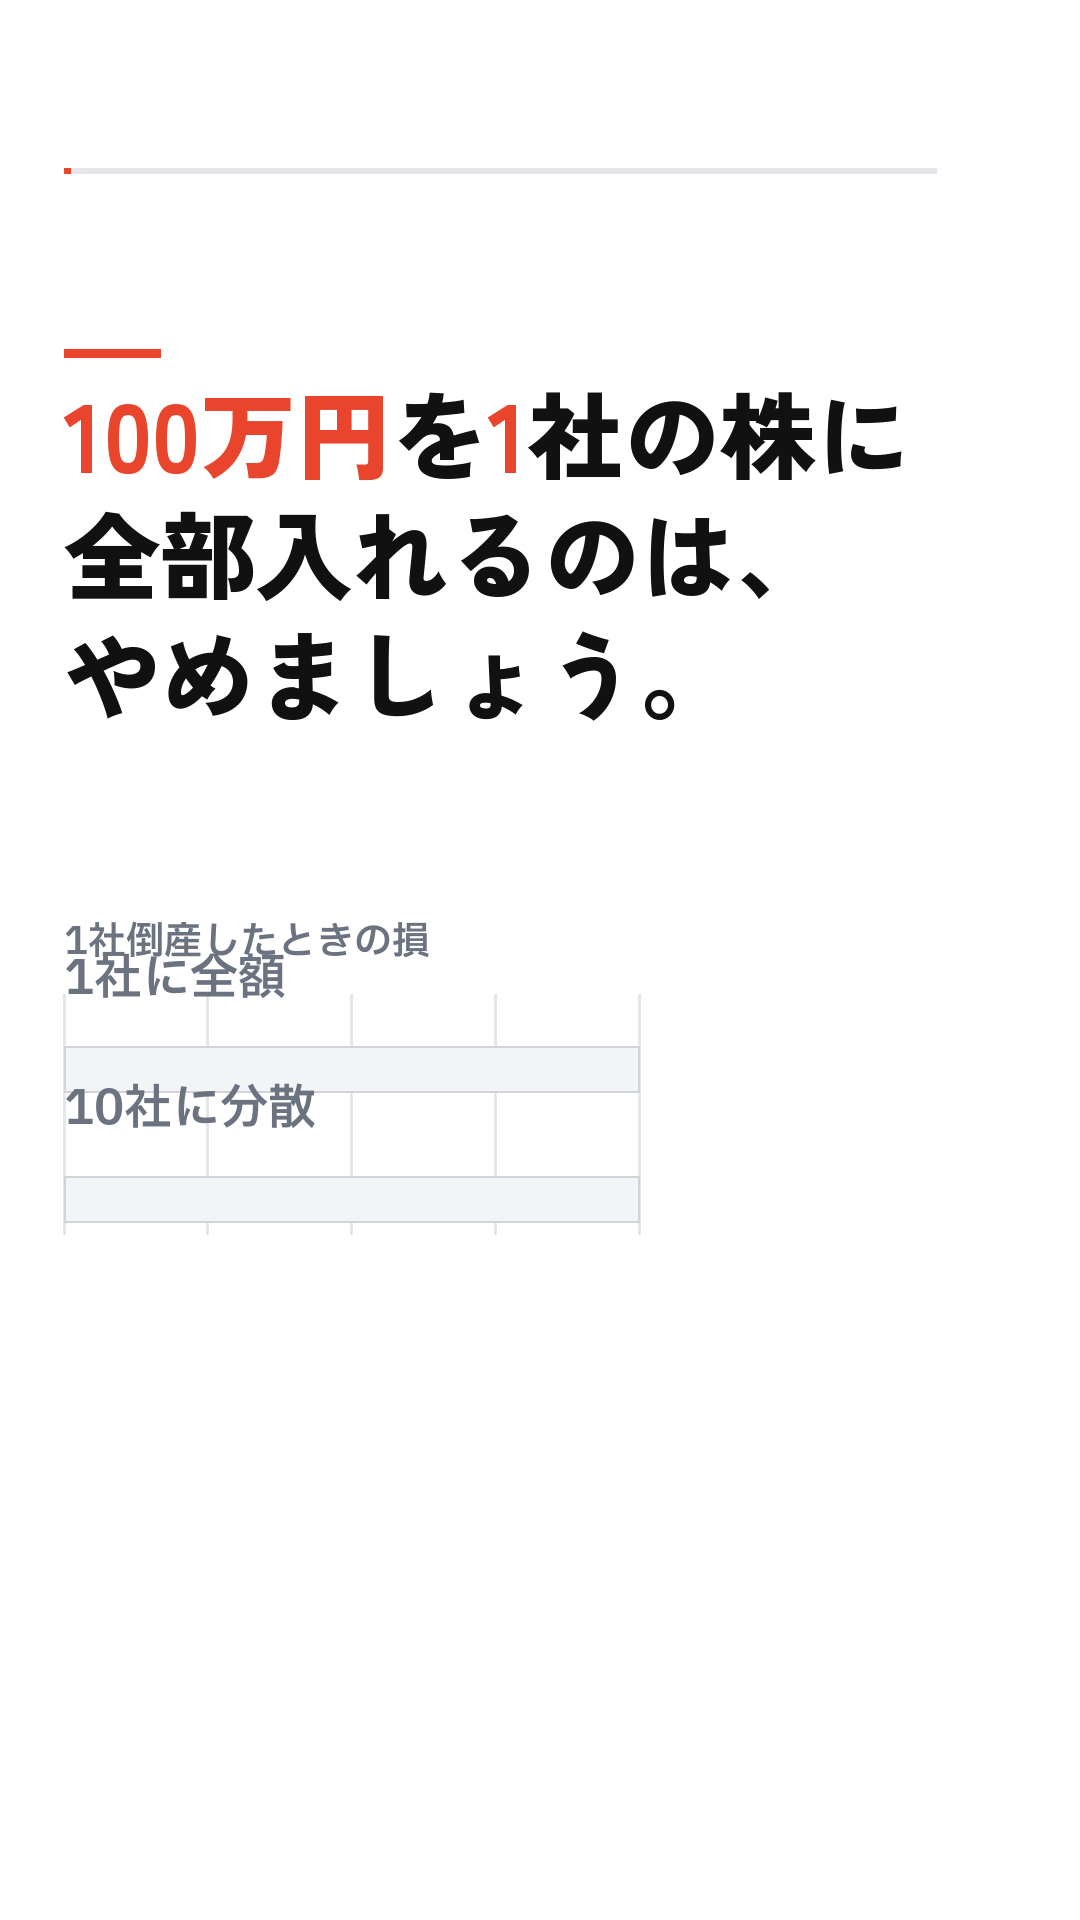 100万円を1社の株に
全部入れるのは、
やめましょう。
1社倒産したときの損
1社に全額
10社に分散